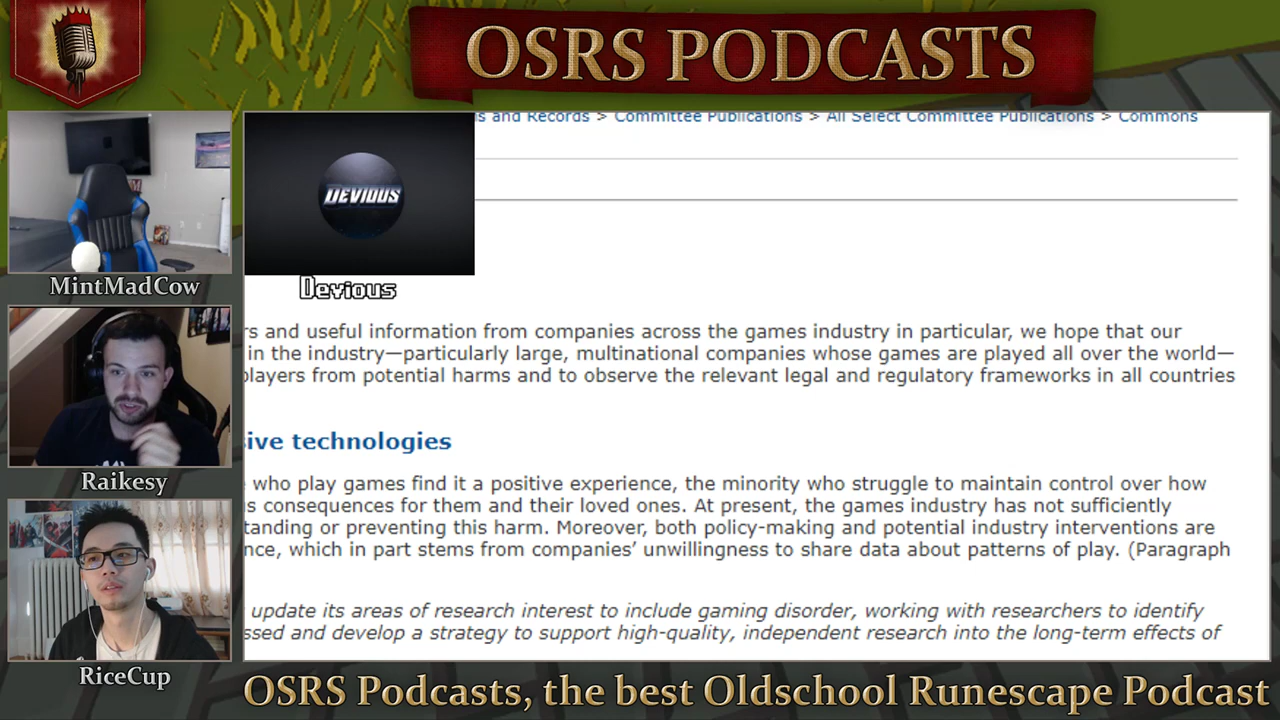 OSRS PODCASTS
and Records > Committee Publications > All Select Committee Publications > Commons
DEVIOUS
Devious
MintMadCow
and useful information from companies across the games industry in particular, we hope that our
in the industry—particularly large, multinational companies whose games are played all over the world—
players from potential harms and to observe the relevant legal and regulatory frameworks in all countries
sive technologies
who play games find it a positive experience, the minority who struggle to maintain control over how
s consequences for them and their loved ones. At present, the games industry has not sufficiently
tanding or preventing this harm. Moreover, both policy-making and potential industry interventions are
nce, which in part stems from companies’ unwillingness to share data about patterns of play. (Paragraph
update its areas of research interest to include gaming disorder, working with researchers to identify
ssed and develop a strategy to support high-quality, independent research into the long-term effects of
Raikesy
RiceCup
OSRS Podcasts, the best Oldschool Runescape Podcast